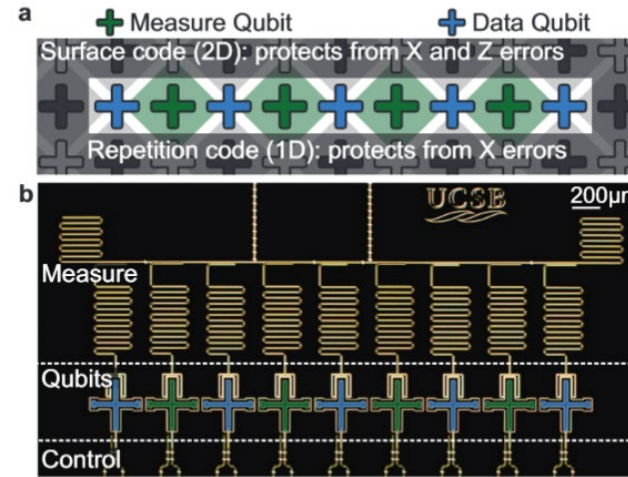 a
Measure Qubit
Data Qubit
Surface code (2D): protects from X and Z errors
Repetition code (1D): protects from X errors
b
UCSB
200μ
Measure
Qubits
Control